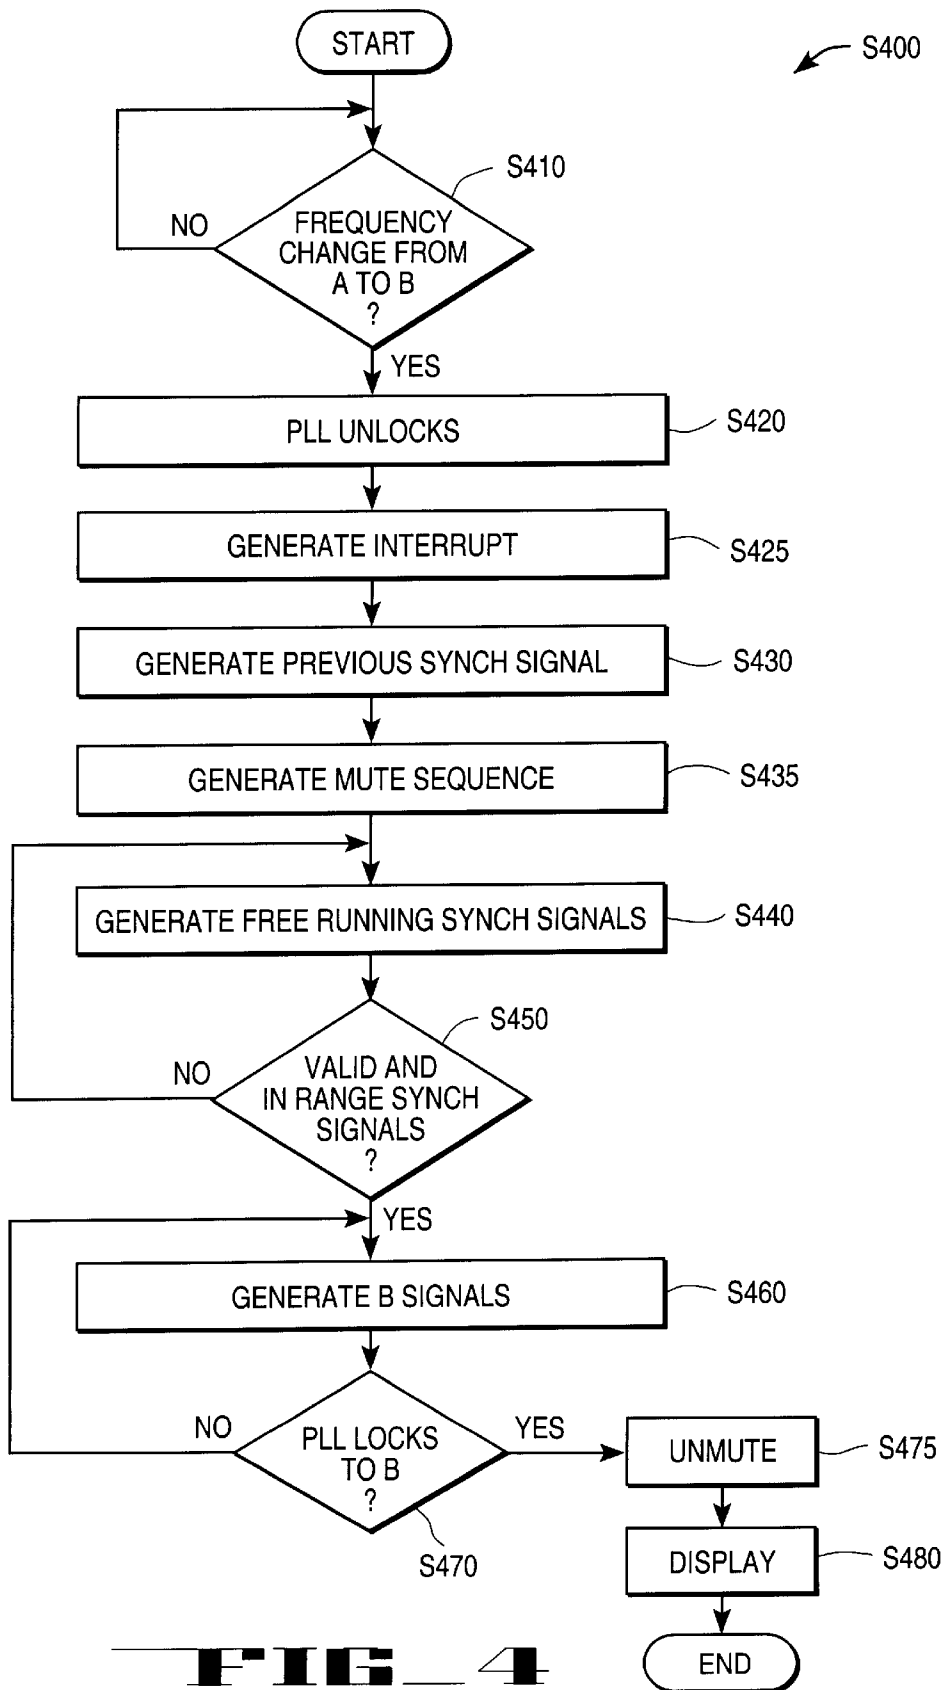 START
S400
S410
FREQUENCY
CHANGE FROM
A TO B
?
NO
YES
PLL UNLOCKS
S420
GENERATE INTERRUPT
S425
GENERATE PREVIOUS SYNCH SIGNAL
S430
GENERATE MUTE SEQUENCE
S435
GENERATE FREE RUNNING SYNCH SIGNALS
S440
S450
VALID AND
IN RANGE SYNCH
SIGNALS
?
NO
YES
GENERATE B SIGNALS
S460
NO
PLL LOCKS
TO B
?
YES
S470
UNMUTE
S475
DISPLAY
S480
END
FIG_4